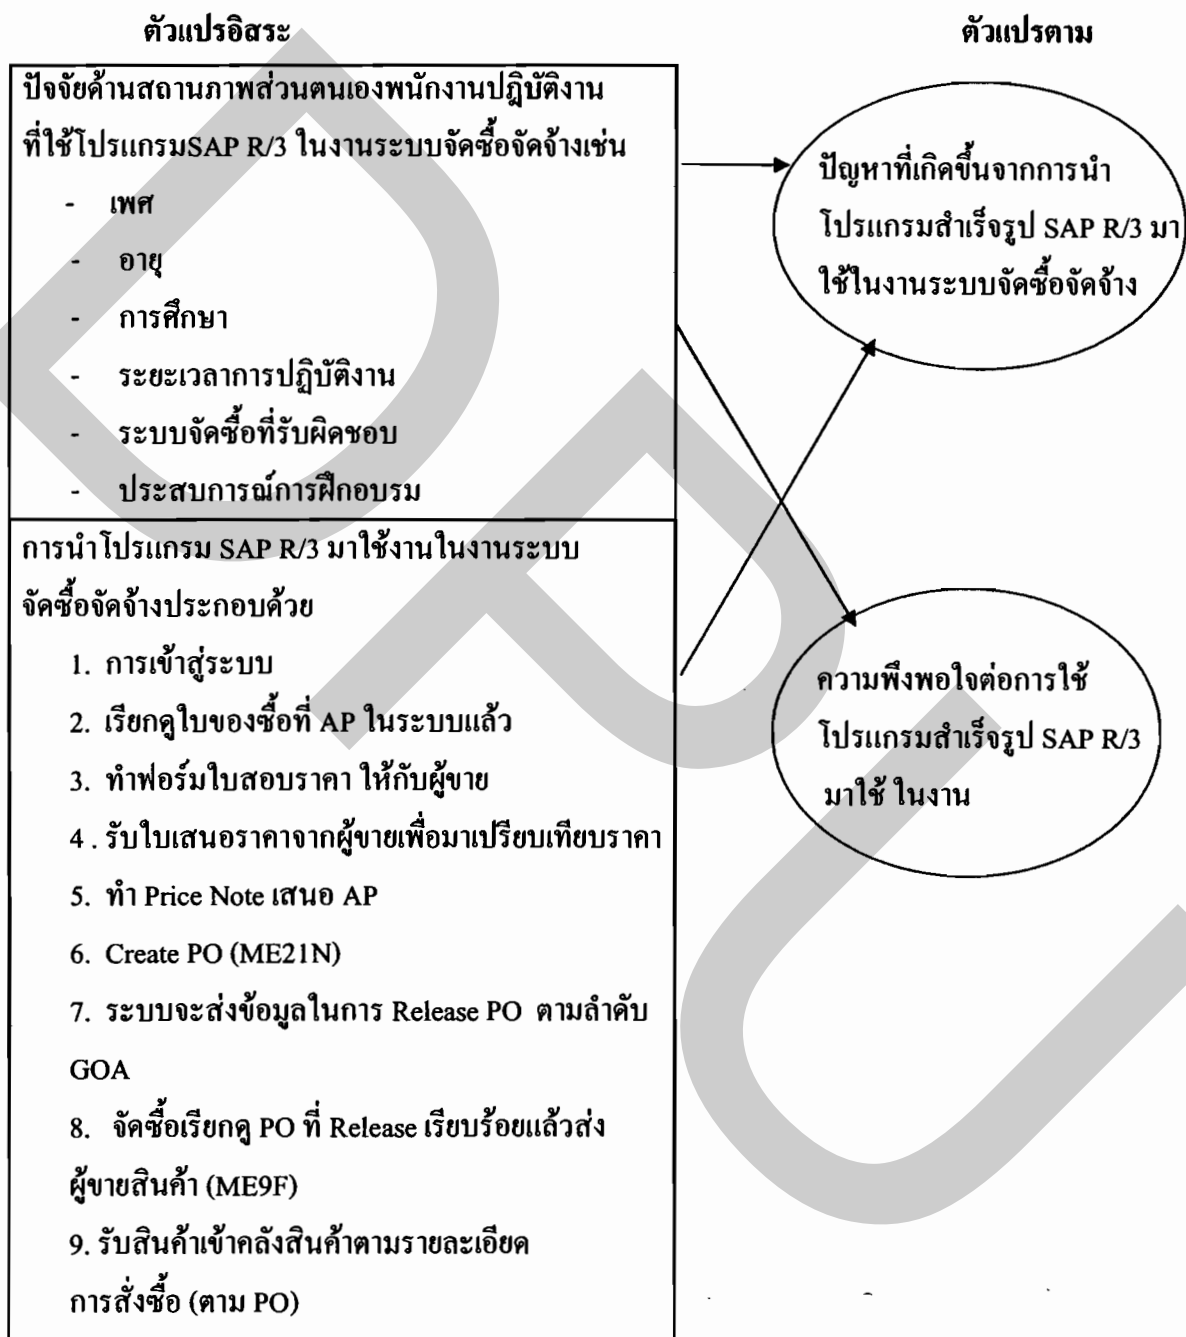 ตัวแปรอิสระ
ตัวแปรตาม
ปัจจัยด้านสถานภาพส่วนตนเองพนักงานปฎิบัติงาน
ที่ใช้โปรแกรมSAP R/3 ในงานระบบจัดซื้อจัดจ้างเช่น
- เพศ
- อายุ
- การศึกษา
- ระยะเวลาการปฏิบัติงาน
- ระบบจัดซื้อที่รับผิดชอบ
- ประสบการณ์การฝึกอบรม
การนำโปรแกรม SAP R/3 มาใช้งานในงานระบบ
จัดซื้อจัดจ้างประกอบด้วย
1. การเข้าสู่ระบบ
2. เรียกดูใบของซื้อที่ AP ในระบบแล้ว
3. ทำฟอร์มใบสอบราคา ให้กับผู้ขาย
4 . รับใบเสนอราคาจากผู้ขายเพื่อมาเปรียบเทียบราคา
5. ทำ Price Note เสนอ AP
6. Create PO (ME21N)
7. ระบบจะส่งข้อมูลในการ Release PO ตามลำดับ
GOA
8. จัดซื้อเรียกดู PO ที่ Release เรียบร้อยแล้วส่ง
ผู้ขายสินค้า (ME9F)
9. รับสินค้าเข้าคลังสินค้าตามรายละเอียด
การสั่งซื้อ (ตาม PO)
ปัญหาที่เกิดขึ้นจากการนำ
โปรแกรมสำเร็จรูป SAP R/3 มา
ใช้ในงานระบบจัดซื้อจัดจ้าง
ความพึงพอใจต่อการใช้
โปรแกรมสำเร็จรูป SAP R/3
มาใช้ ในงาน
DPU